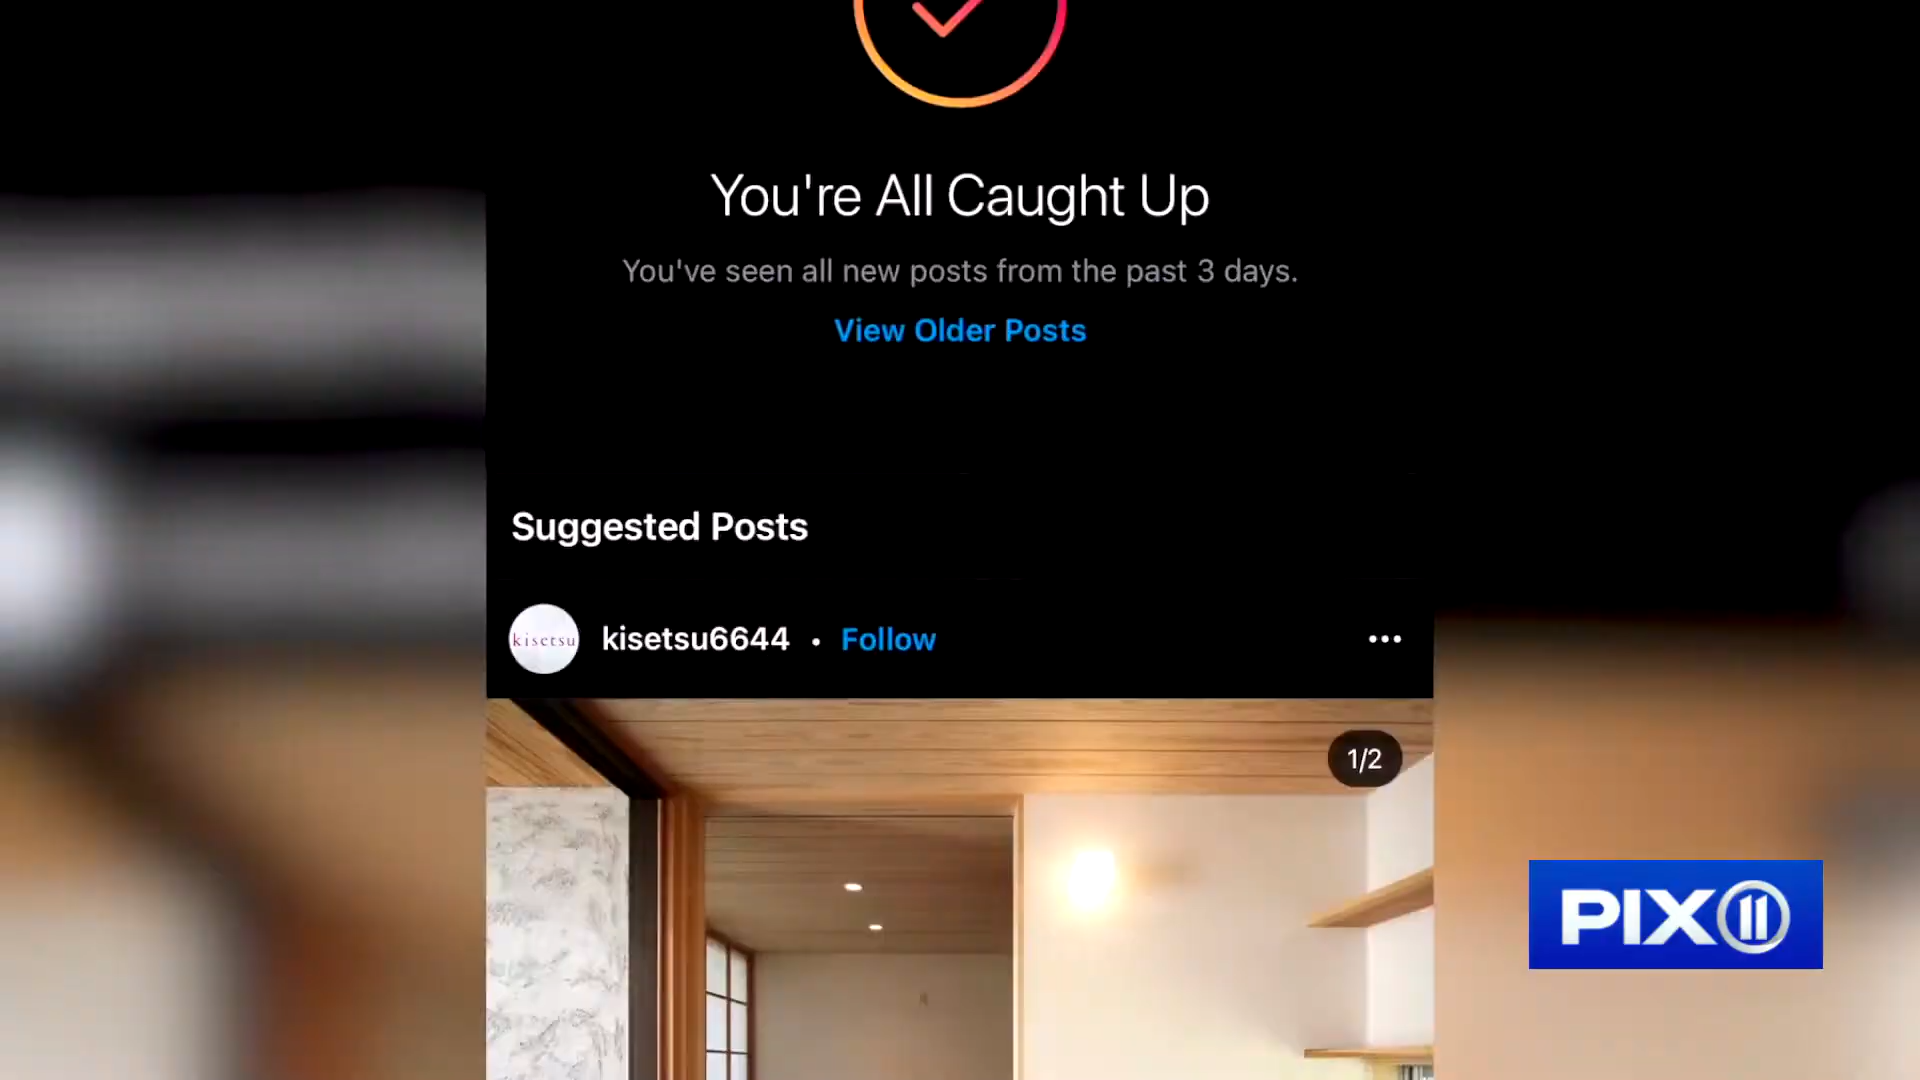 You're All Caught Up
You've seen all new posts from the past 3 days.
View Older Posts
Suggested Posts
kisetsu
kisetsu6644 • Follow
1/2
PIX11